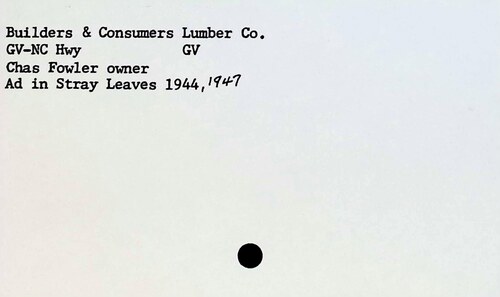 Builders & Consumers Lumber Co.
GV-NC Hwy GV
Chas Fowler owner
Ad in Stray Leaves 1944, 1947